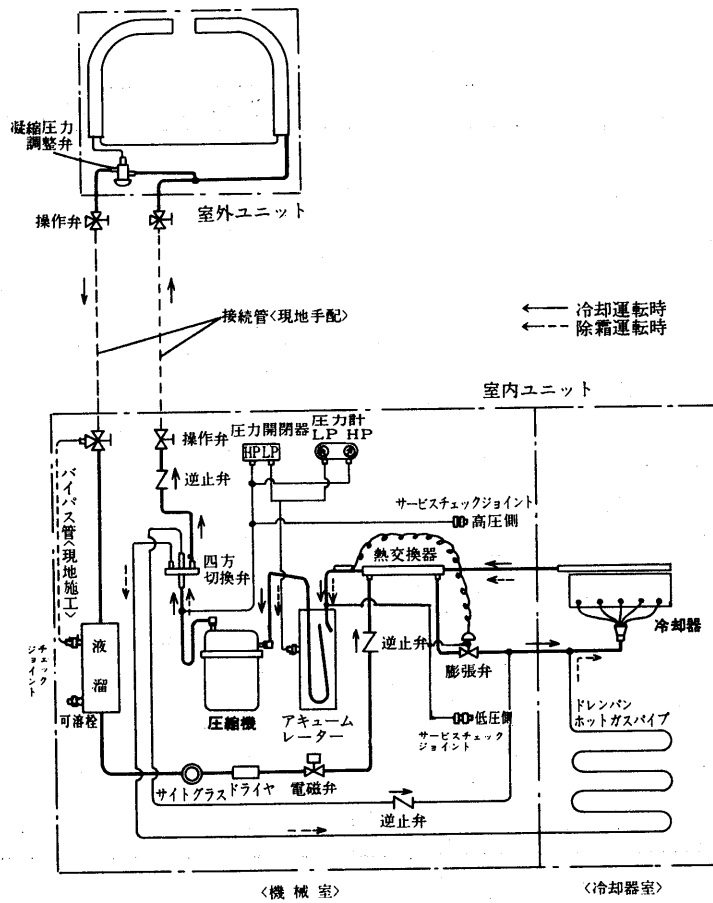 凝縮圧力
調整弁
操作弁
室外ユニット
接続管〈現地手配〉
冷却運転時
除霜運転時
室内ユニット
操作弁
圧力開閉器
HP LP
圧力計
LP HP
逆止弁
サービスチェックジョイント
高圧側
バイパス管〈現地施工〉
四方
切換弁
熱交換器
冷却器
逆止弁
膨張弁
チェック
ジョイント
液
溜
可溶栓
圧縮機
アキューム
レーター
低圧側
サービスチェック
ジョイント
ドレンパン
ホットガスパイプ
サイトグラス
ドライヤ
電磁弁
逆止弁
〈機械室〉
〈冷却器室〉